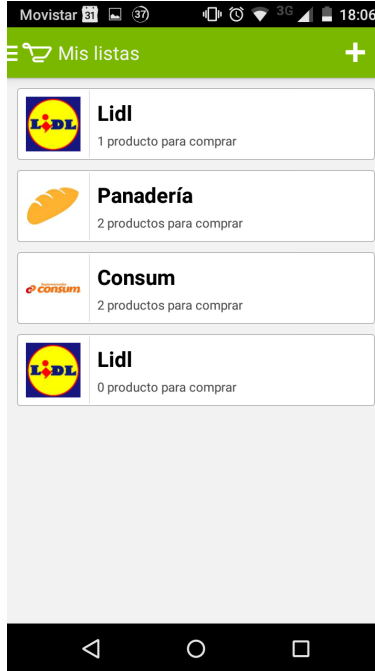 Movistar 31 37 3G 18:06
Mis listas
LIDL
Lidl
1 producto para comprar
Panadería
2 productos para comprar
consum
Consum
2 productos para comprar
LIDL
Lidl
0 producto para comprar